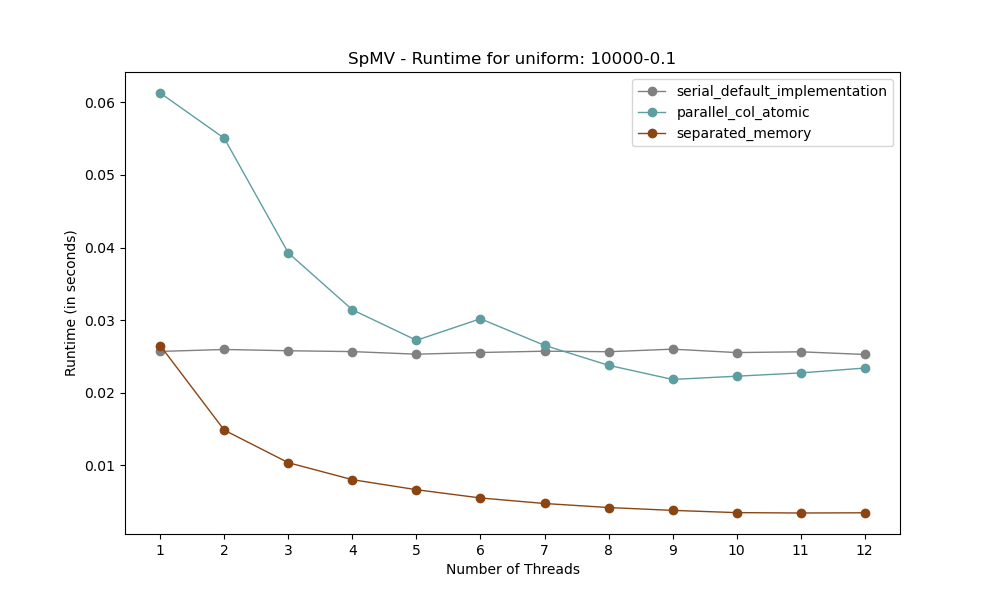 SpMV - Runtime for uniform: 10000-0.1
serial_default_implementation
parallel_col_atomic
separated_memory
0.06
0.05
0.04
0.03
0.02
0.01
Runtime (in seconds)
1 2 3 4 5 6 7 8 9 10 11 12
Number of Threads